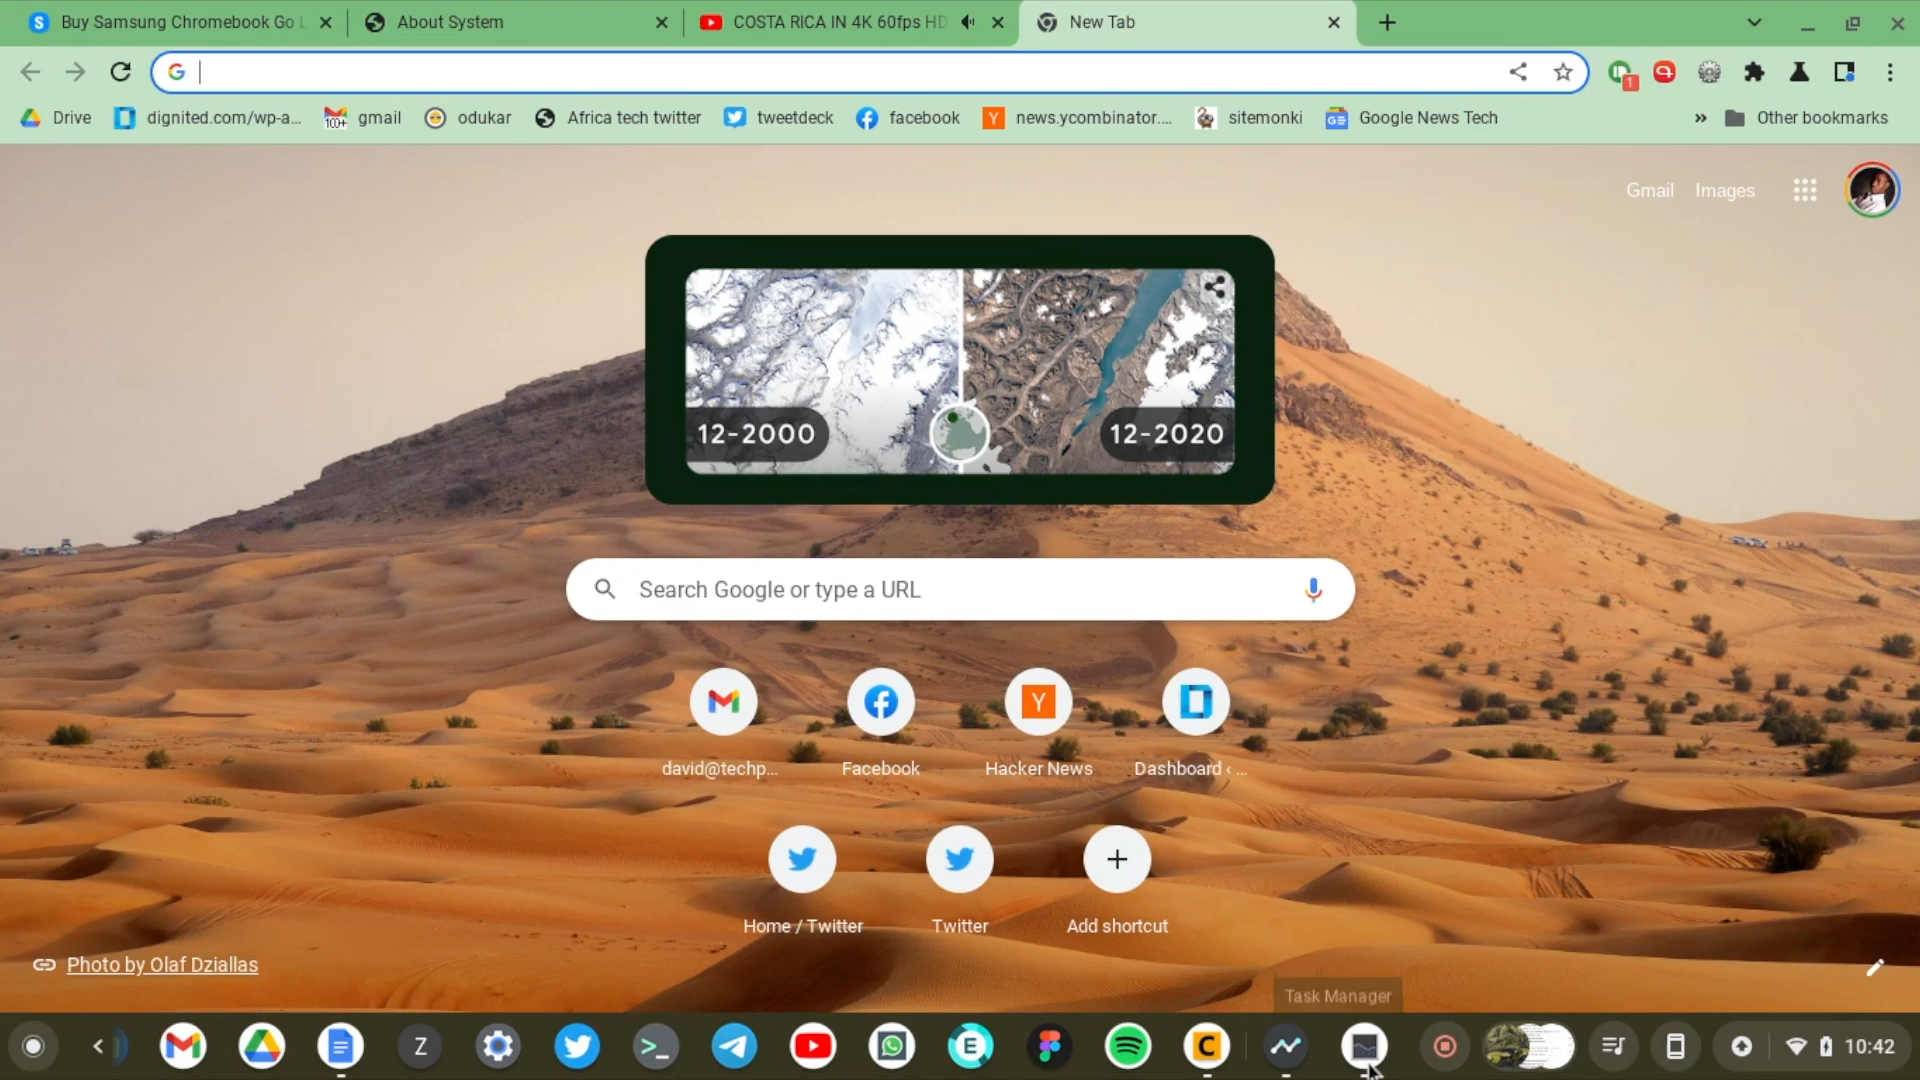 Buy Samsung Chromebook Go L
About System
COSTA RICA IN 4K 60fps HD
New Tab
Drive
dignited.com/wp-a...
100+
gmail
odukar
Africa tech twitter
tweetdeck
facebook
news.ycombinator....
sitemonki
Google News Tech
Other bookmarks
1
Gmail
Images
12-2000
12-2020
Search Google or type a URL
david@techp...
Facebook
Hacker News
Dashboard ‹ ...
Home / Twitter
Twitter
Add shortcut
Photo by Olaf Dziallas
Task Manager
10:42